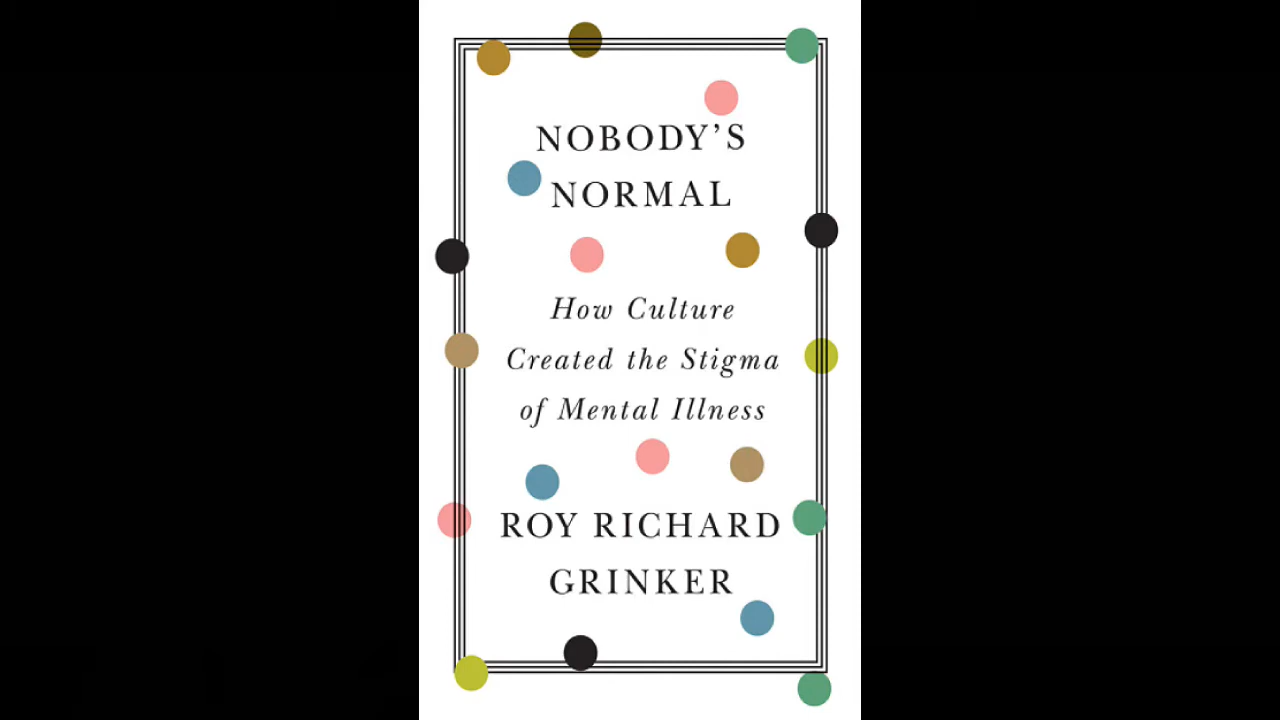 NOBODY'S
NORMAL
How Culture
Created the Stigma
of Mental Illness
ROY RICHARD
GRINKER